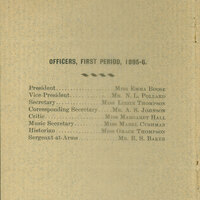 OFFICERS, FIRST PERIOD, 1895-6.
President Miss Emma Bogue
Vice-President Mr. N. L. Pollard
Secretary Miss Lizzie Thompson
Corresponding Secretary Mr. A. S. Johnson
Critic Miss Margaret Hall
Music Secretary Miss Mabel Cushman
Historian Miss Grace Thompson
Sergeant-at-Arms Mr. R. S. Baker